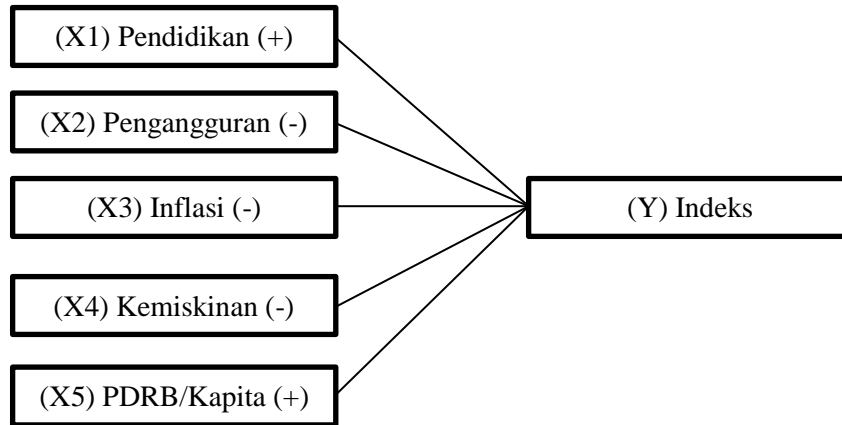 (X1) Pendidikan (+)
(X2) Pengangguran (-)
(X3) Inflasi (-)
(Y) Indeks
(X4) Kemiskinan (-)
(X5) PDRB/Kapita (+)